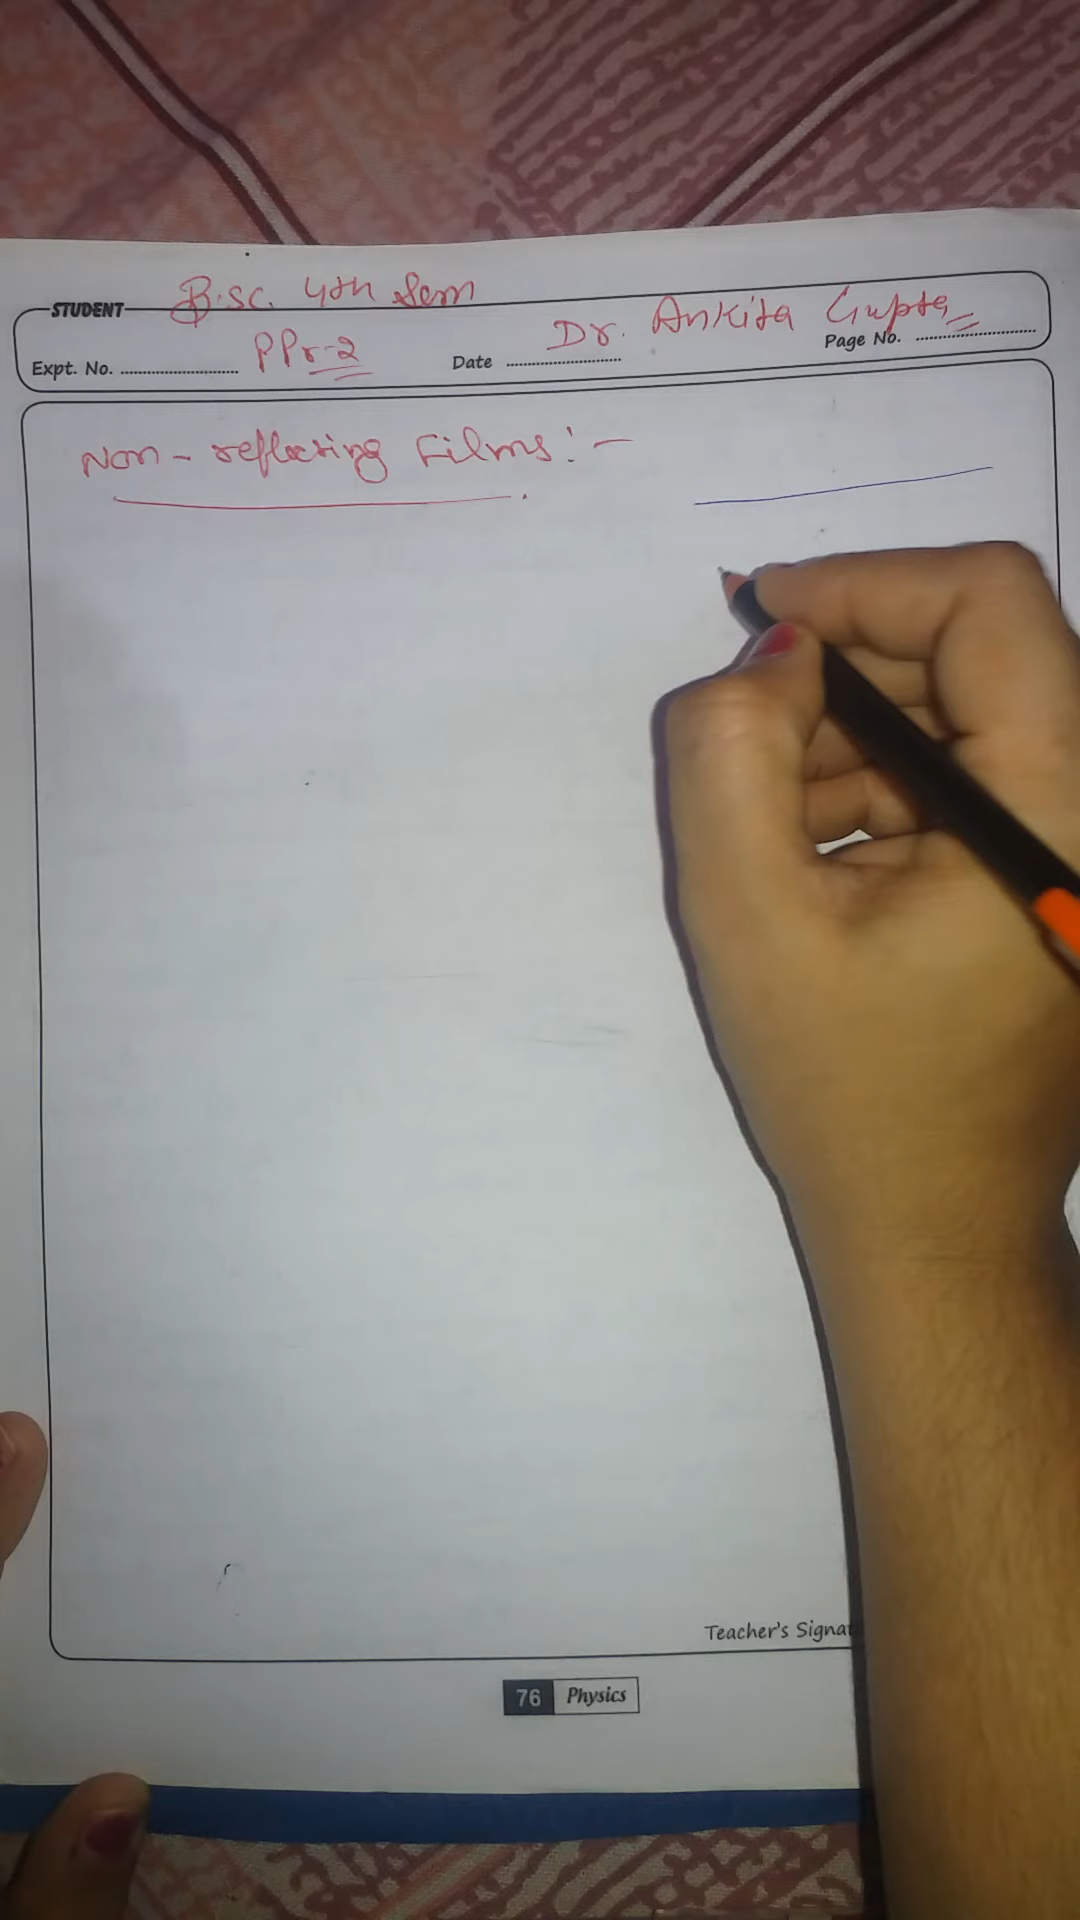 B.Sc. 4th Sem
STUDENT
Dr. Ankita Gupta
Expt. No. PPr-2 Date Page No.
Non-reflecting Films:-
Teacher's Signat
76 Physics